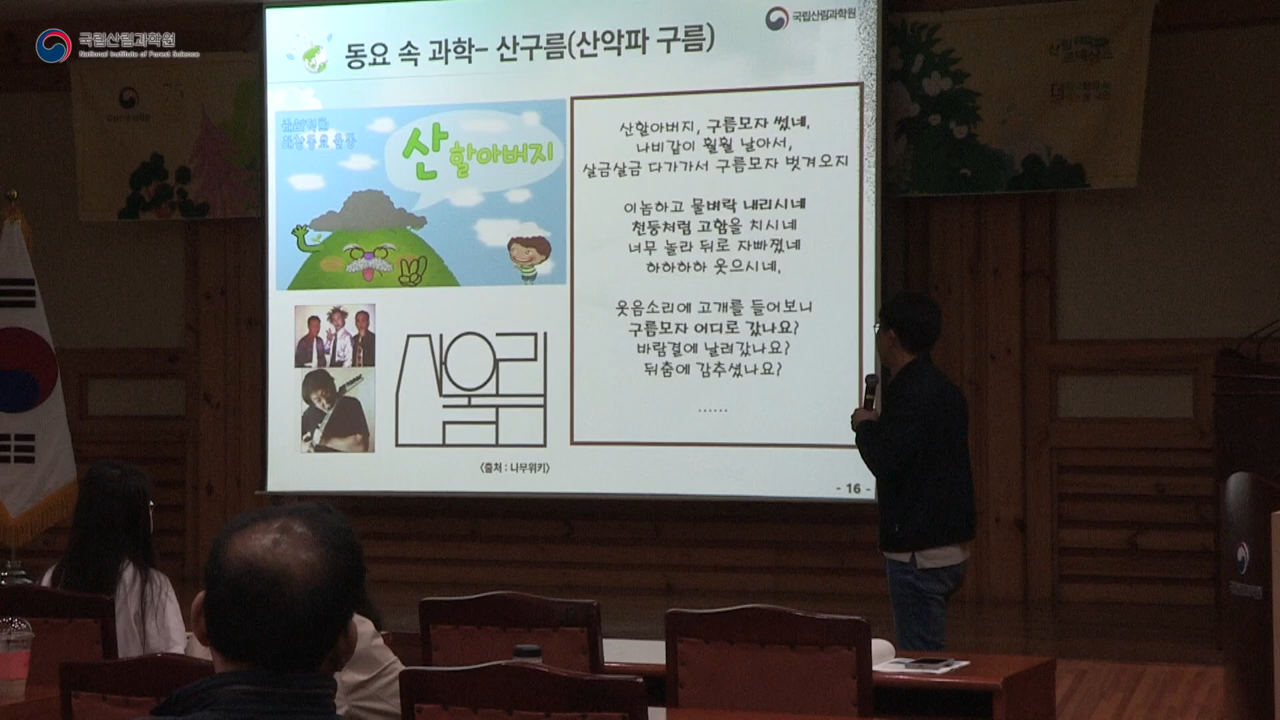 국립산림과학원
National Institute of Forest Science
국립산림과학원
동요 속 과학- 산구름(산악파 구름)
산할아버지
산할아버지, 구름모자 썼네,
나비같이 훨훨 날아서,
살금살금 다가가서 구름모자 벗겨오지
이놈하고 물벼락 내리시네
천둥처럼 고함을 치시네
너무 놀라 뒤로 자빠졌네
하하하하 웃으시네,
웃음소리에 고개를 들어보니
구름모자 어디로 갔나요?
바람결에 날려갔나요?
뒤춤에 감추셨나요?
......
산울림
<출처 : 나무위키>
- 16 -